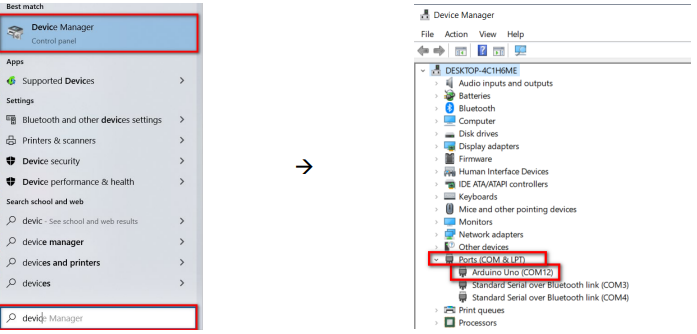 Best match
Device Manager
Control panel
Apps
Supported Devices
Settings
Bluetooth and other devices settings
Printers & scanners
Device security
Device performance & health
Search school and web
devic - See school and web results
device manager
devices and printers
devices
device Manager
→
Device Manager
File Action View Help
DESKTOP-4C1H6ME
Audio inputs and outputs
Batteries
Bluetooth
Computer
Disk drives
Display adapters
Firmware
Human Interface Devices
IDE ATA/ATAPI controllers
Keyboards
Mice and other pointing devices
Monitors
Network adapters
Other devices
Ports (COM & LPT)
Arduino Uno (COM12)
Standard Serial over Bluetooth link (COM3)
Standard Serial over Bluetooth link (COM4)
Print queues
Processors